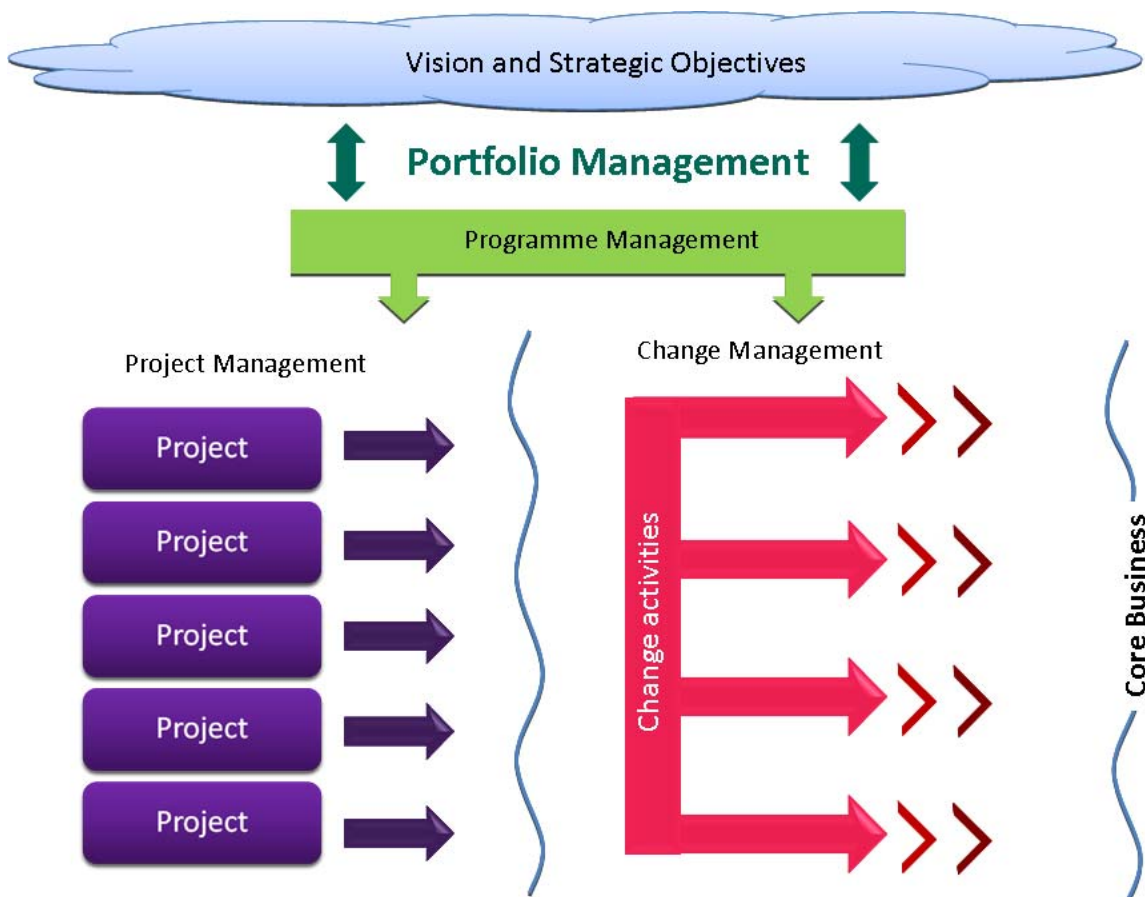 Vision and Strategic Objectives
Portfolio Management
Programme Management
Project Management
Change Management
Project
Project
Project
Project
Project
Change activities
Core Business